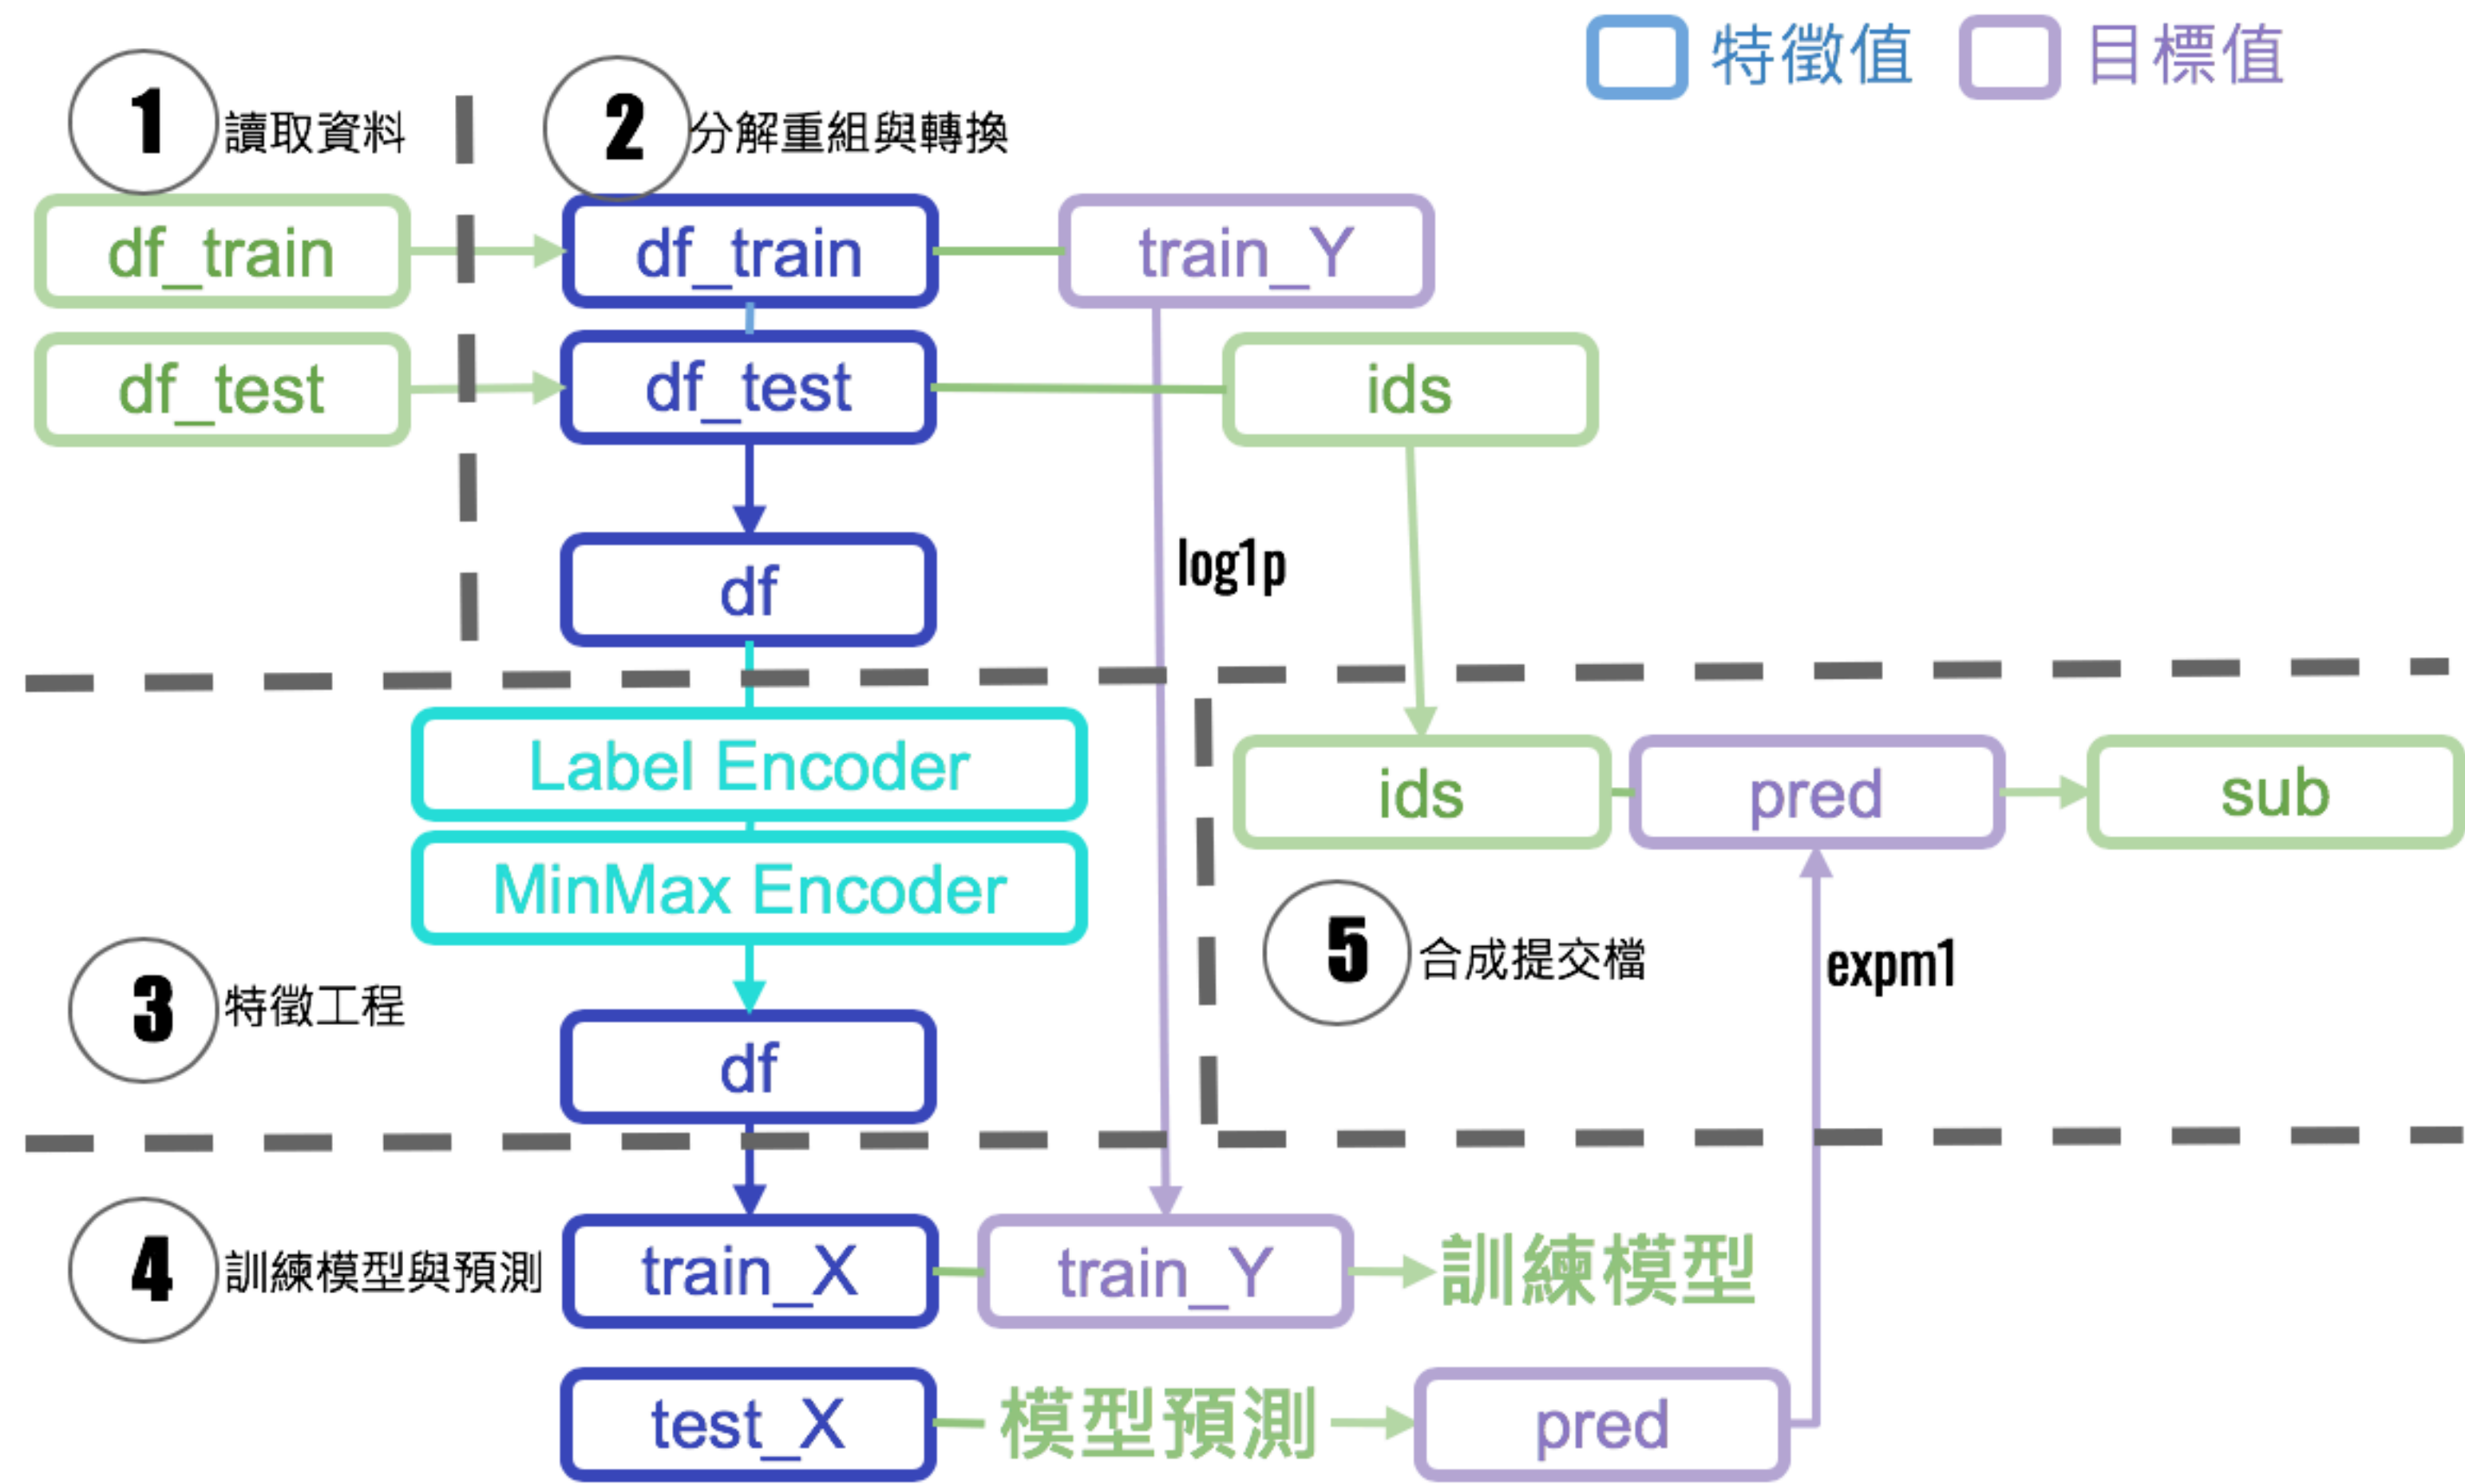 特徵值
目標值
1
讀取資料
2
分解重組與轉換
df_train
df_train
train_Y
df_test
df_test
ids
df
log1p
Label Encoder
MinMax Encoder
ids
pred
sub
3
特徵工程
5
合成提交檔
expm1
df
4
訓練模型與預測
train_X
train_Y
訓練模型
test_X
模型預測
pred